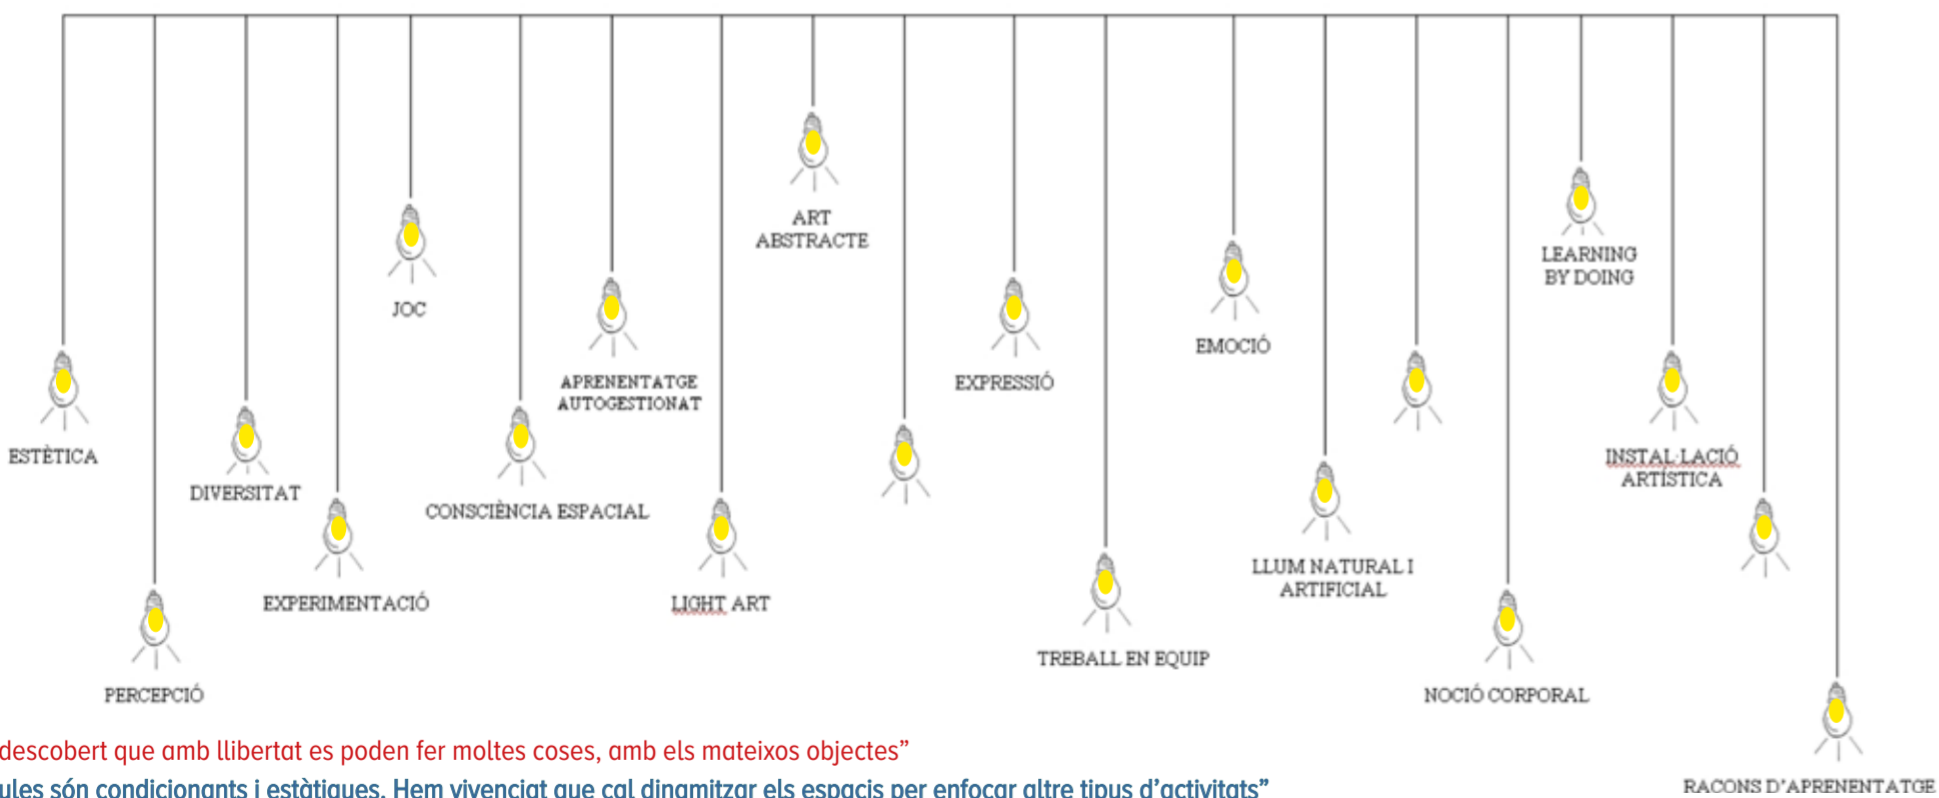 ESTÈTICA
PERCEPCIÓ
DIVERSITAT
EXPERIMENTACIÓ
JOC
CONSCIÈNCIA ESPACIAL
APRENENTATGE
AUTOGESTIONAT
LIGHT ART
ART
ABSTRACTE
EXPRESSIÓ
TREBALL EN EQUIP
EMOCIÓ
LLUM NATURAL I
ARTIFICIAL
NOCIÓ CORPORAL
LEARNING
BY DOING
INSTAL·LACIÓ
ARTÍSTICA
RACONS D'APRENENTATGE
descobert que amb llibertat es poden fer moltes coses, amb els mateixos objectes”
ules són condicionants i estàtiques. Hem vivenciat que cal dinamitzar els espacis per enfocar altre tipus d’activitats”